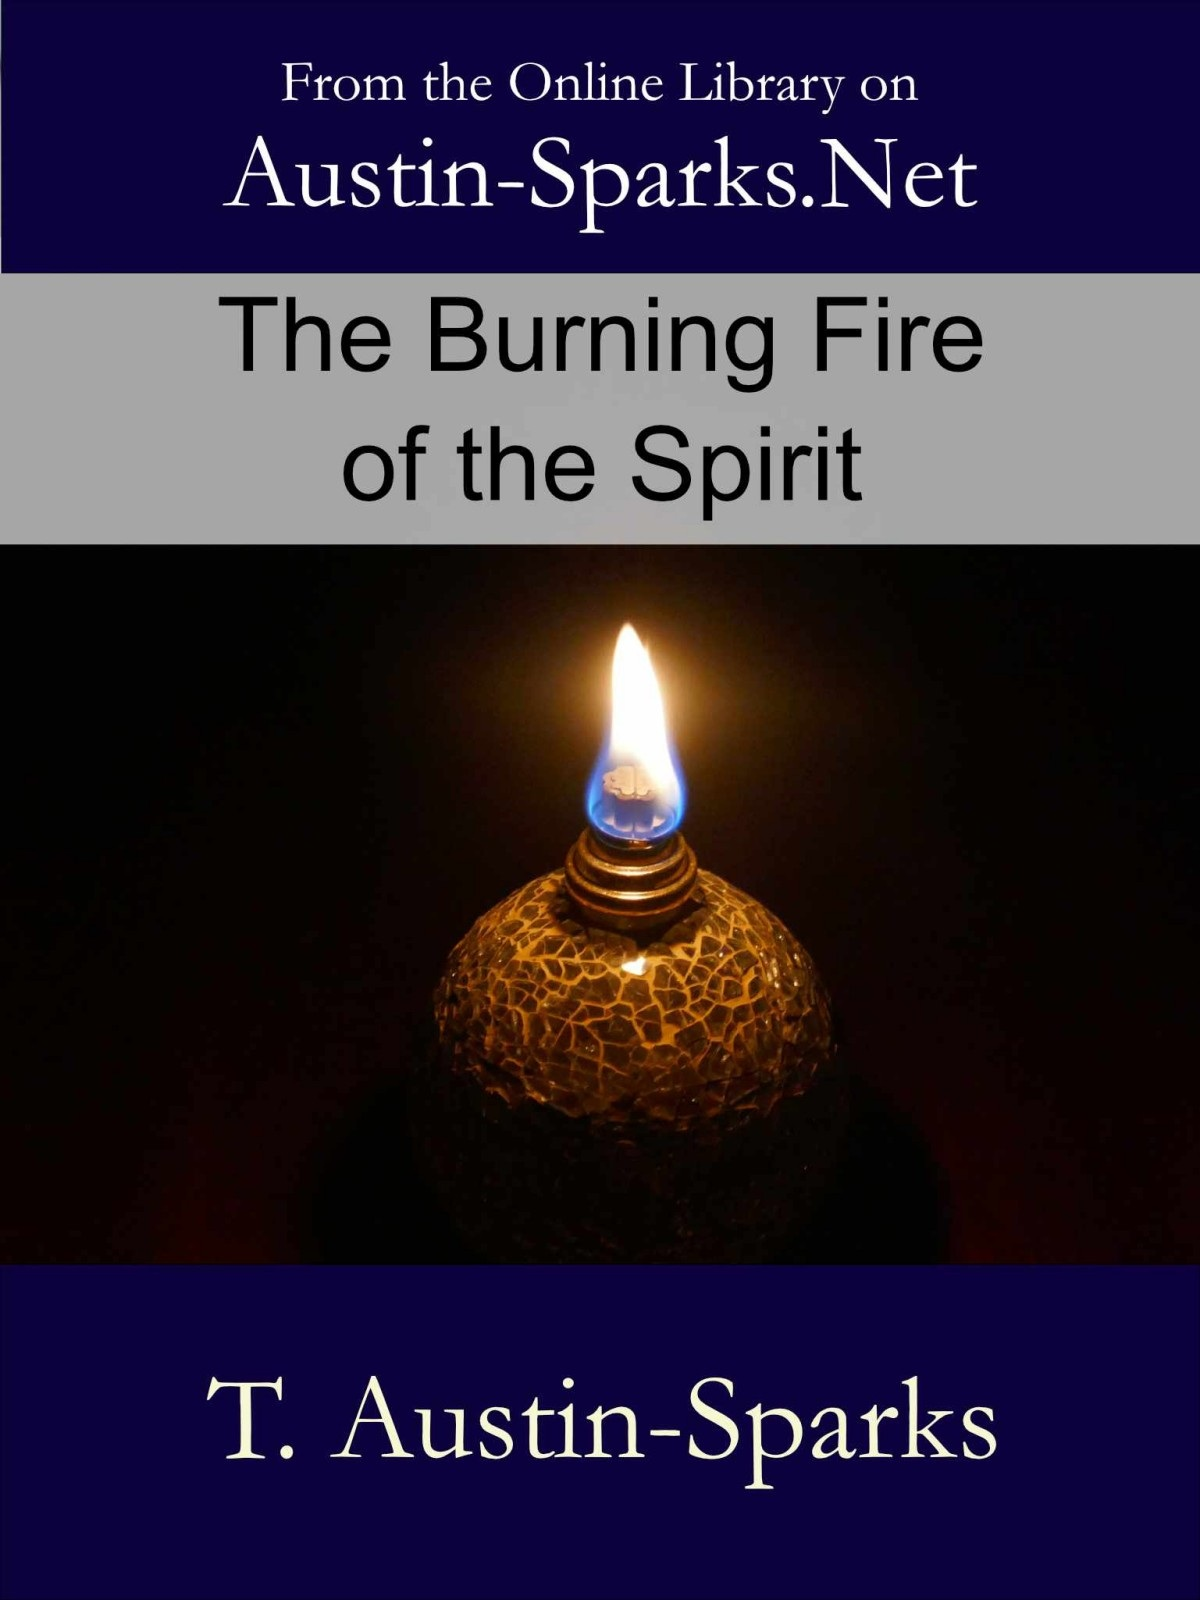 From the Online Library on
Austin-Sparks.Net
The Burning Fire
of the Spirit
T. Austin-Sparks